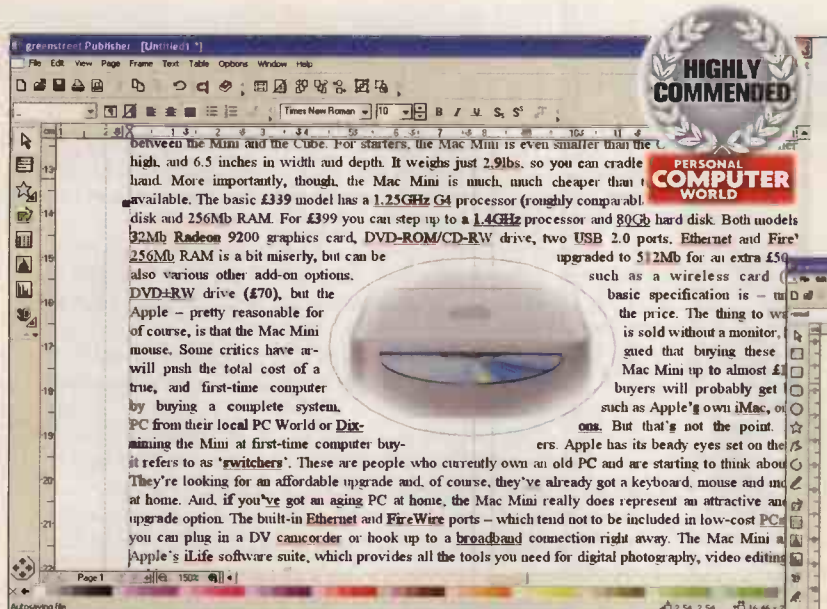 greenstreet Publisher [Untitled1 *]
File Edit View Page Frame Text Table Options Window Help
Times New Roman 10 B I U S₂ S⁵
HIGHLY
COMMENDED
PERSONAL
COMPUTER
WORLD
between the Mini and the Cube. For starters, the Mac Mini is even smaller than the
high, and 6.5 inches in width and depth. It weighs just 2.9lbs, so you can cradle
hand. More importantly, though, the Mac Mini is much, much cheaper than
available. The basic £339 model has a 1.25GHz G4 processor (roughly
disk and 256Mb RAM. For £399 you can step up to a 1.4GHz processor and 80Gb hard disk. Both models
32Mb Radeon 9200 graphics card, DVD-ROM/CD-RW drive, two USB 2.0 ports, Ethernet and
256Mb RAM is a bit miserly, but can be upgraded to 512Mb for an extra
also various other add-on options, such as a wireless card
DVD±RW drive (£70), but the basic specification is –
Apple – pretty reasonable for the price. The thing to
of course, is that the Mac Mini is sold without a monitor,
mouse. Some critics have ar- gued that buying these
will push the total cost of a Mac Mini up to almost
true, and first-time computer buyers will probably get
by buying a complete system, such as Apple's own iMac,
PC from their local PC World or Dix- ons. But that's not the point.
aiming the Mini at first-time computer buy- ers. Apple has its beady eyes set on the
it refers to as 'switchers'. These are people who currently own an old PC and are starting to think
They're looking for an affordable upgrade and, of course, they've already got a keyboard, mouse and
at home. And, if you've got an aging PC at home, the Mac Mini really does represent an attractive
upgrade option. The built-in Ethernet and FireWire ports – which tend not to be included in low-cost
you can plug in a DV camcorder or hook up to a broadband connection right away. The Mac Mini
Apple's iLife software suite, which provides all the tools you need for digital photography, video editing
Page 1 150%
Autosaving file